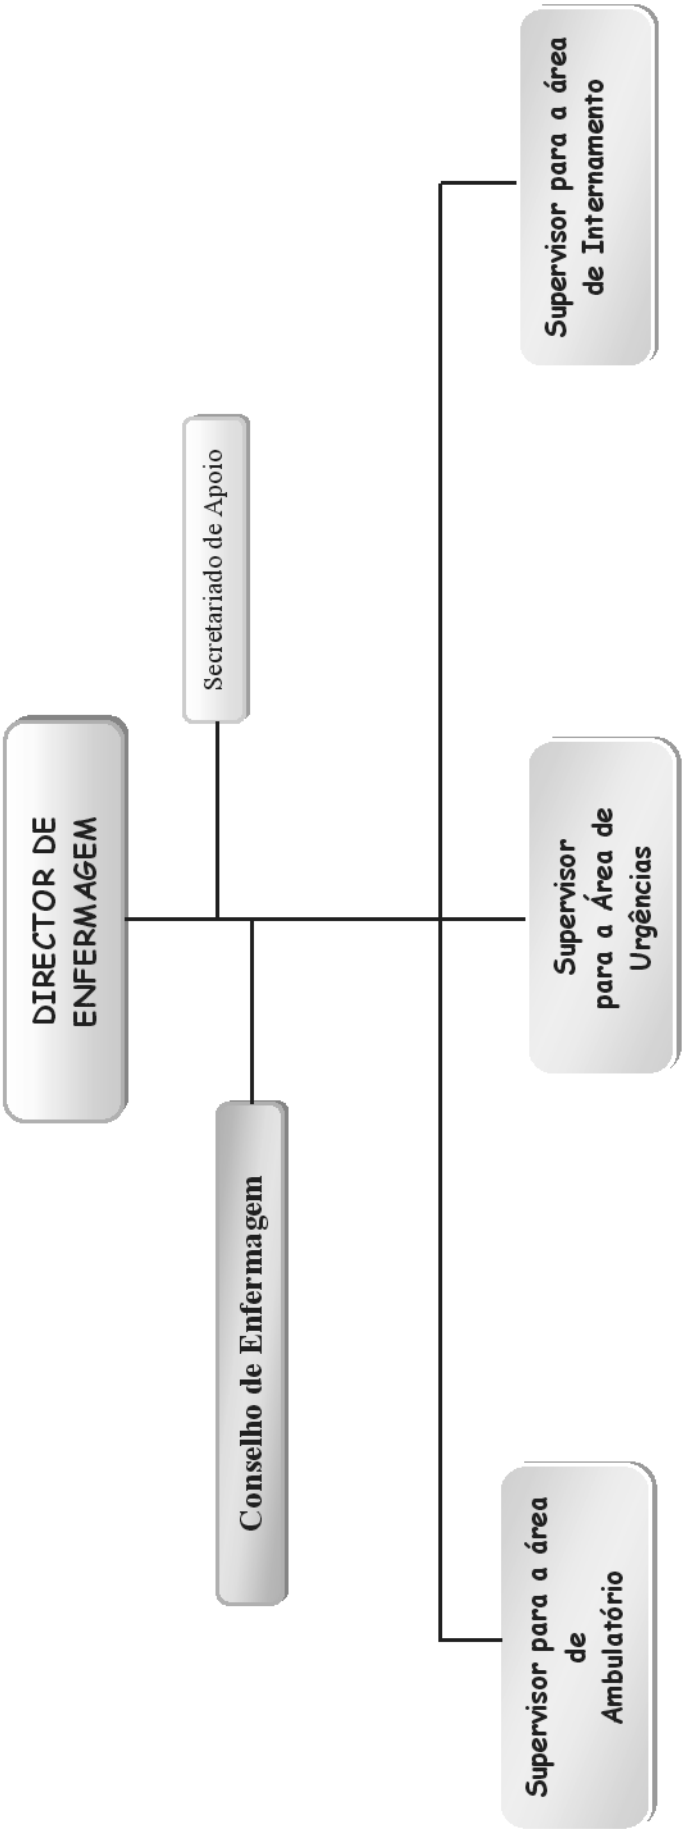 DIRECTOR DE
ENFERMAGEM
Secretariado de Apoio
Conselho de Enfermagem
Supervisor para a área
de
Ambulatório
Supervisor
para a Área de
Urgências
Supervisor para a área
de Internamento